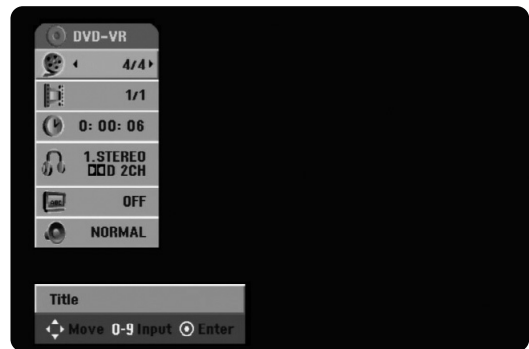 DVD-VR
4/4
1/1
0: 00: 06
1.STEREO
D 2CH
ABC
OFF
NORMAL
Title
Move 0-9 Input Enter